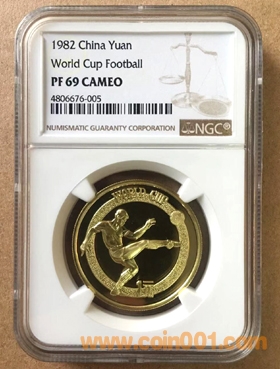 1982 China Yuan
World Cup Football
PF 69 CAMEO
4806676-005
NUMISMATIC GUARANTY CORPORATION
NGC
WORLD CUP
www.coin001.com